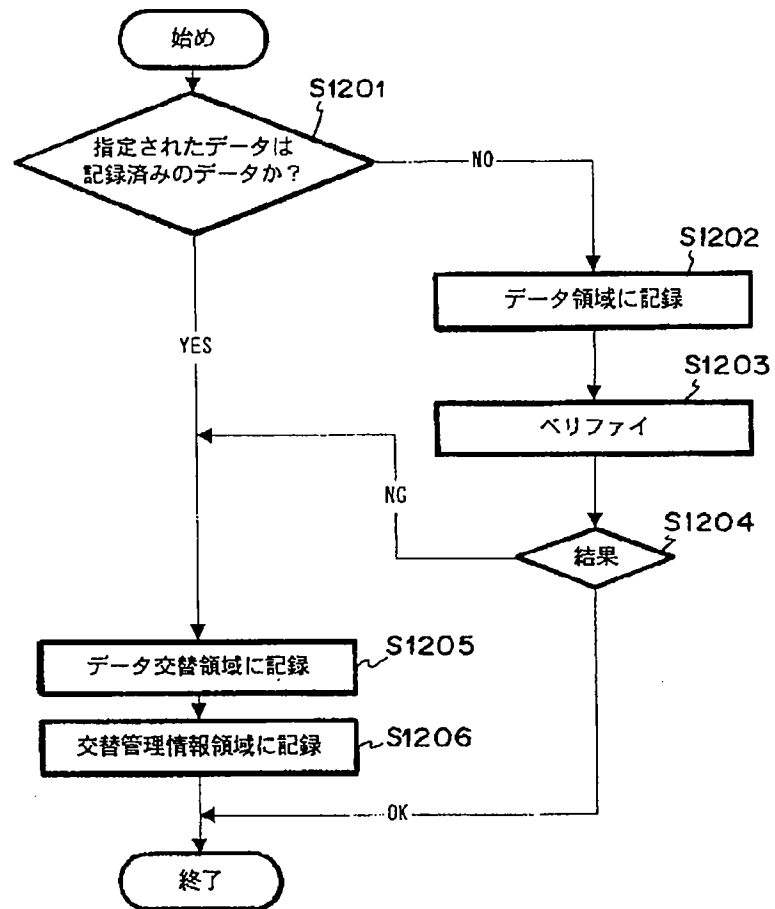 始め
S1201
指定されたデータは
記録済みのデータか?
NO
S1202
データ領域に記録
YES
S1203
ベリファイ
NG
S1204
結果
S1205
データ交替領域に記録
S1206
交替管理情報領域に記録
OK
終了